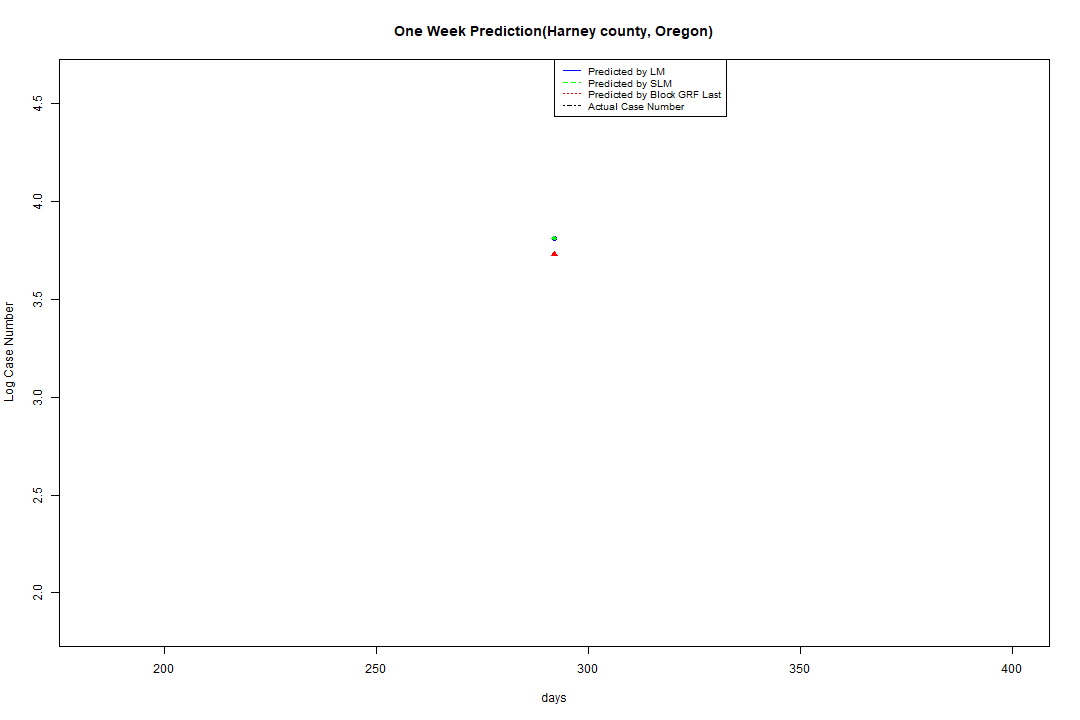 One Week Prediction(Harney county, Oregon)
Predicted by LM
Predicted by SLM
Predicted by Block GRF Last
Actual Case Number
4.5
4.0
3.5
3.0
2.5
2.0
Log Case Number
200 250 300 350 400
days